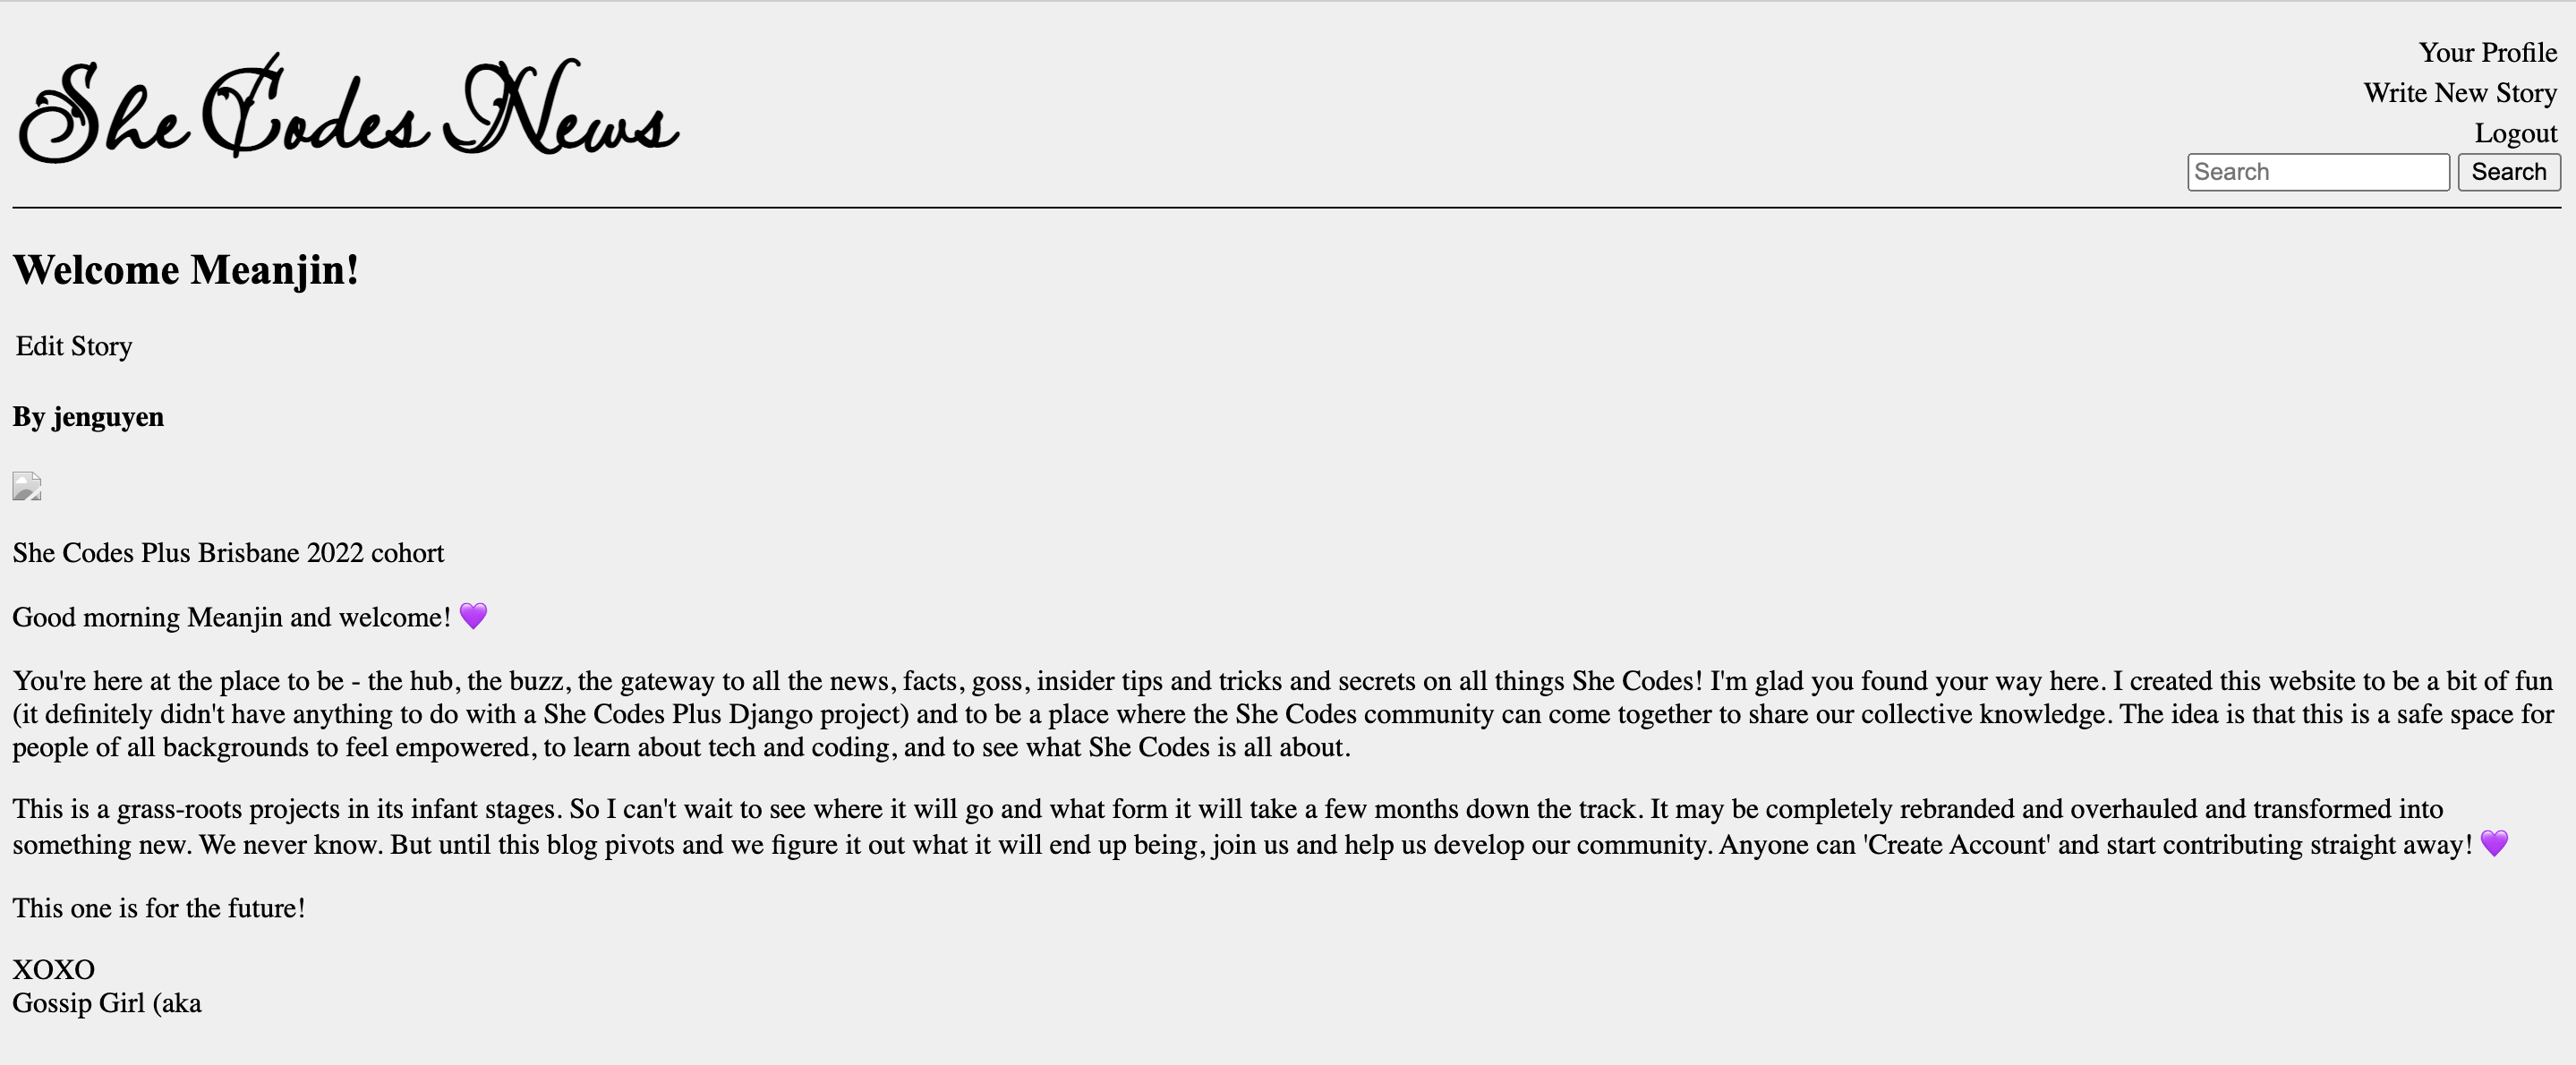 She Codes News
Your Profile
Write New Story
Logout
Search Search
Welcome Meanjin!
Edit Story
By jenguyen
She Codes Plus Brisbane 2022 cohort
Good morning Meanjin and welcome! 💜
You're here at the place to be - the hub, the buzz, the gateway to all the news, facts, goss, insider tips and tricks and secrets on all things She Codes! I'm glad you found your way here. I created this website to be a bit of fun
(it definitely didn't have anything to do with a She Codes Plus Django project) and to be a place where the She Codes community can come together to share our collective knowledge. The idea is that this is a safe space for
people of all backgrounds to feel empowered, to learn about tech and coding, and to see what She Codes is all about.
This is a grass-roots projects in its infant stages. So I can't wait to see where it will go and what form it will take a few months down the track. It may be completely rebranded and overhauled and transformed into
something new. We never know. But until this blog pivots and we figure it out what it will end up being, join us and help us develop our community. Anyone can 'Create Account' and start contributing straight away! 💜
This one is for the future!
XOXO
Gossip Girl (aka